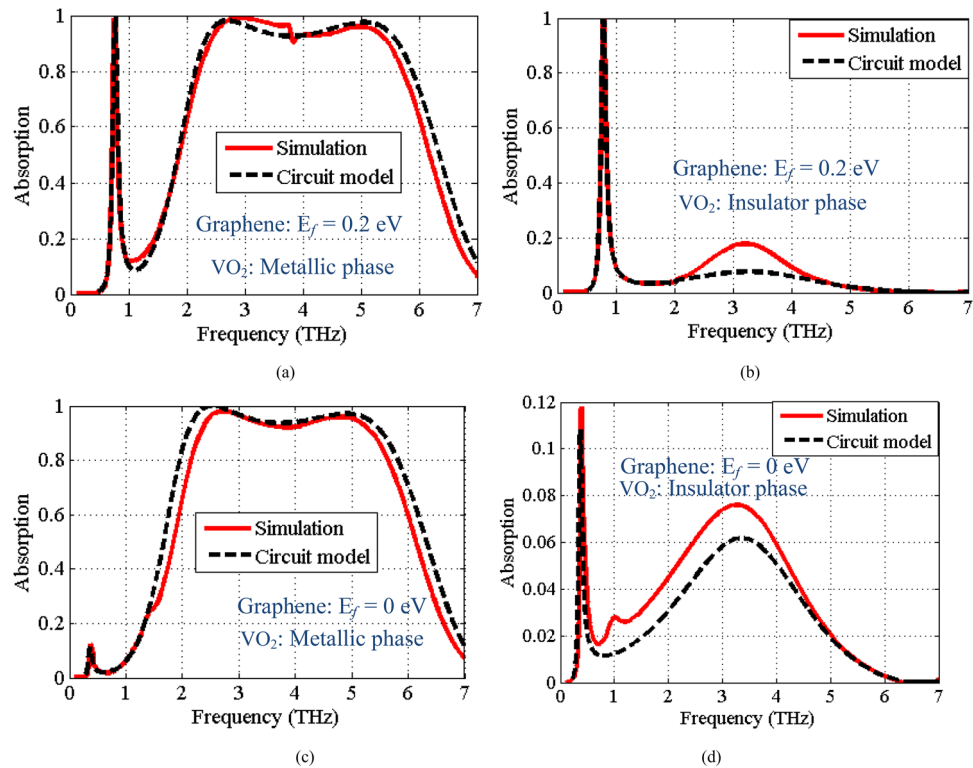 1
0.8
0.6
0.4
0.2
0
Absorption
Simulation
Circuit model
Graphene: E_f = 0.2 eV
VO₂: Metallic phase
0 1 2 3 4 5 6 7
Frequency (THz)
(a)
1
0.8
0.6
0.4
0.2
0
Absorption
Simulation
Circuit model
Graphene: E_f = 0.2 eV
VO₂: Insulator phase
0 1 2 3 4 5 6 7
Frequency (THz)
(b)
1
0.8
0.6
0.4
0.2
0
Absorption
Simulation
Circuit model
Graphene: E_f = 0 eV
VO₂: Metallic phase
0 1 2 3 4 5 6 7
Frequency (THz)
(c)
0.12
0.1
0.08
0.06
0.04
0.02
0
Absorption
Simulation
Circuit model
Graphene: E_f = 0 eV
VO₂: Insulator phase
0 1 2 3 4 5 6 7
Frequency (THz)
(d)